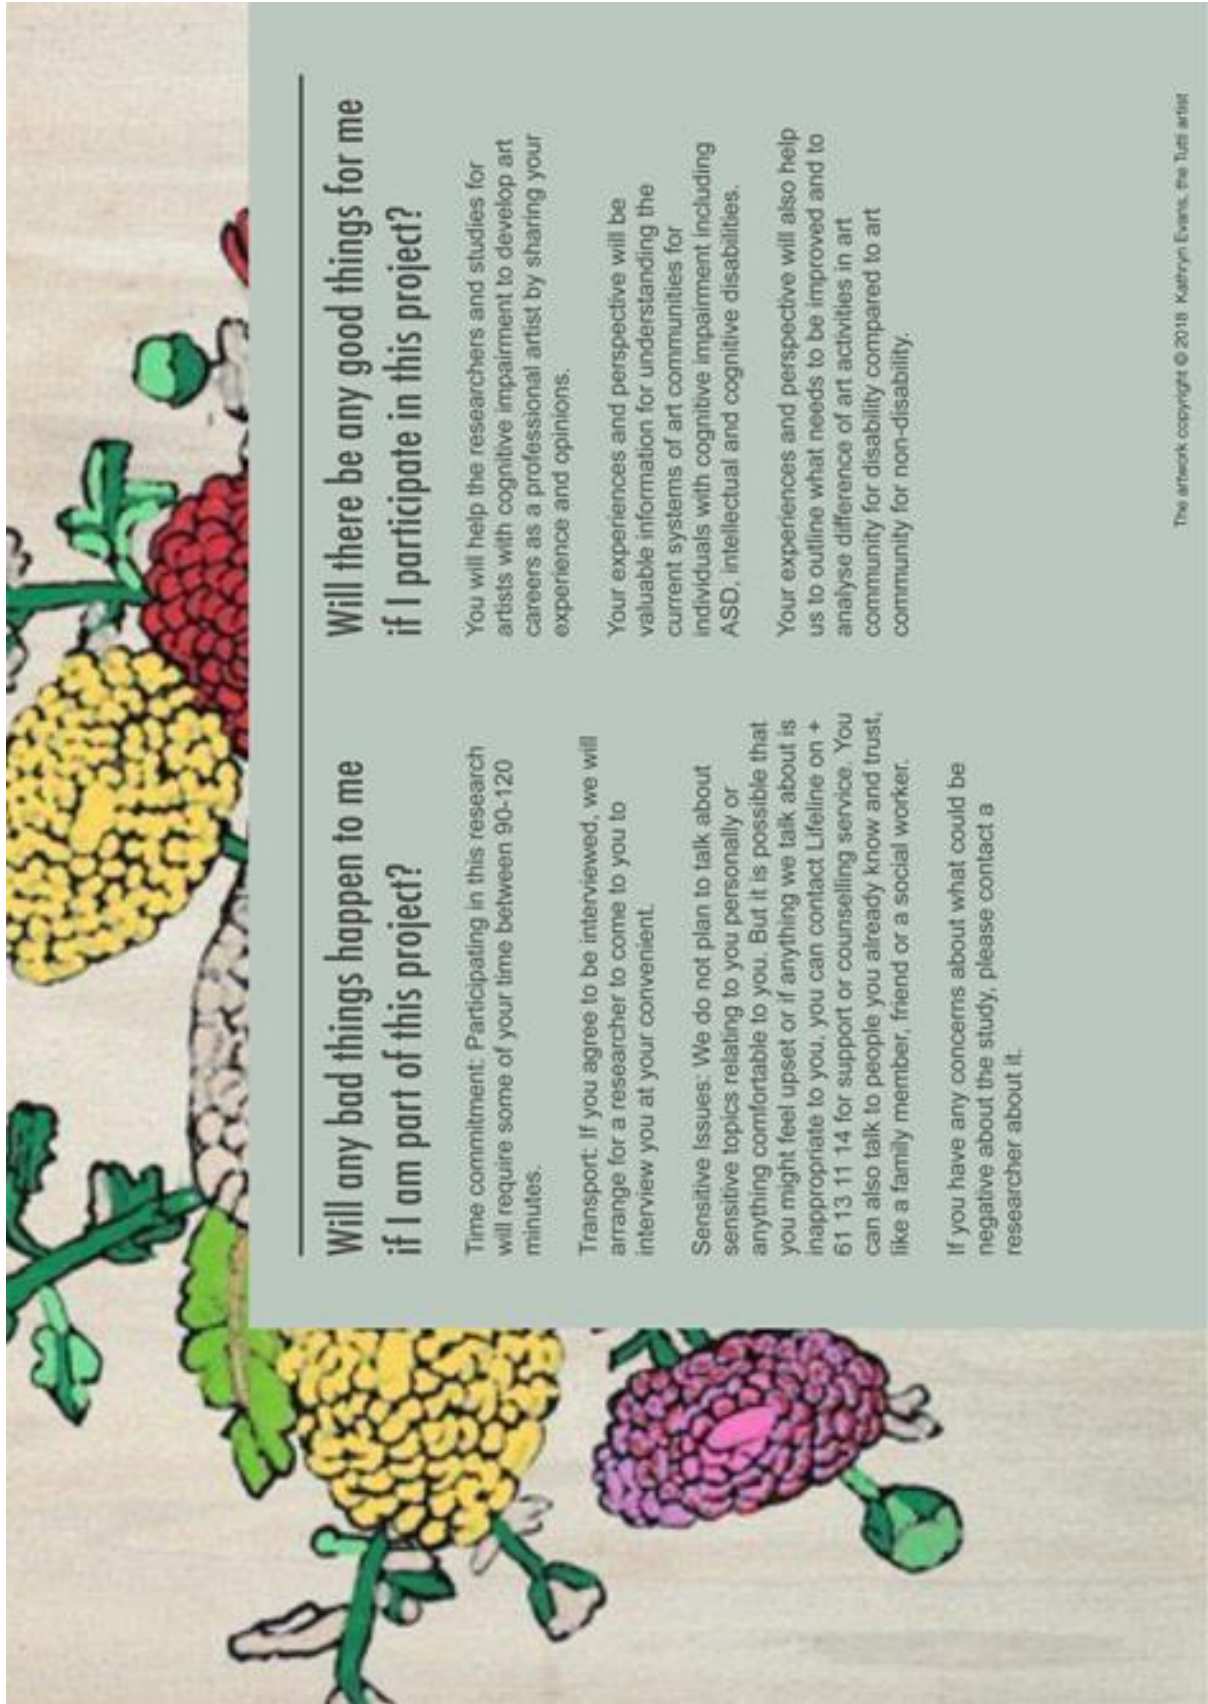 Will any bad things happen to me
if I am part of this project?
Time commitment: Participating in this research
will require some of your time between 90-120
minutes.
Transport: If you agree to be interviewed, we will
arrange for a researcher to come to you to
interview you at your convenient.
Sensitive Issues: We do not plan to talk about
sensitive topics relating to you personally or
anything comfortable to you. But it is possible that
you might feel upset or if anything we talk about is
inappropriate to you, you can contact Lifeline on +
61 13 11 14 for support or counselling service. You
can also talk to people you already know and trust,
like a family member, friend or a social worker.
If you have any concerns about what could be
negative about the study, please contact a
researcher about it.
Will there be any good things for me
if I participate in this project?
You will help the researchers and studies for
artists with cognitive impairment to develop art
careers as a professional artist by sharing your
experience and opinions.
Your experiences and perspective will be
valuable information for understanding the
current systems of art communities for
individuals with cognitive impairment including
ASD, intellectual and cognitive disabilities.
Your experiences and perspective will also help
us to outline what needs to be improved and to
analyse difference of art activities in art
community for disability compared to art
community for non-disability.
The artwork copyright © 2018 Kathryn Evans, the Tutti artist